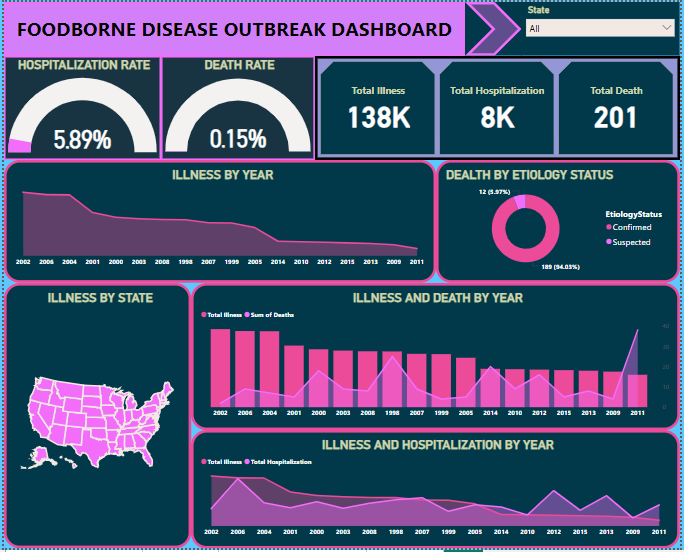 FOODBORNE DISEASE OUTBREAK DASHBOARD
State
All
HOSPITALIZATION RATE
5.89%
DEATH RATE
0.15%
Total Illness
138K
Total Hospitalization
8K
Total Death
201
ILLNESS BY YEAR
2002 2006 2004 2001 2000 2003 2008 1998 2007 1999 2005 2014 2010 2012 2015 2013 2009 2011
DEALTH BY ETIOLOGY STATUS
12 (5.97%)
189 (94.03%)
EtiologyStatus
Confirmed
Suspected
ILLNESS BY STATE
ILLNESS AND DEATH BY YEAR
Total Illness Sum of Deaths
40
30
20
10
0
2002 2006 2004 2001 2000 2003 2008 1998 2007 1999 2005 2014 2010 2012 2015 2013 2009 2011
ILLNESS AND HOSPITALIZATION BY YEAR
Total Illness Total Hospitalization
2002 2006 2004 2001 2000 2003 2008 1998 2007 1999 2005 2014 2010 2012 2015 2013 2009 2011